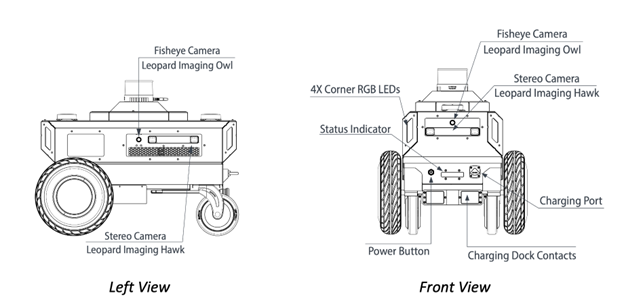 Fisheye Camera
Leopard Imaging Owl
Stereo Camera
Leopard Imaging Hawk
Left View
Fisheye Camera
Leopard Imaging Owl
Stereo Camera
Leopard Imaging Hawk
4X Corner RGB LEDs
Status Indicator
Charging Port
Power Button
Charging Dock Contacts
Front View